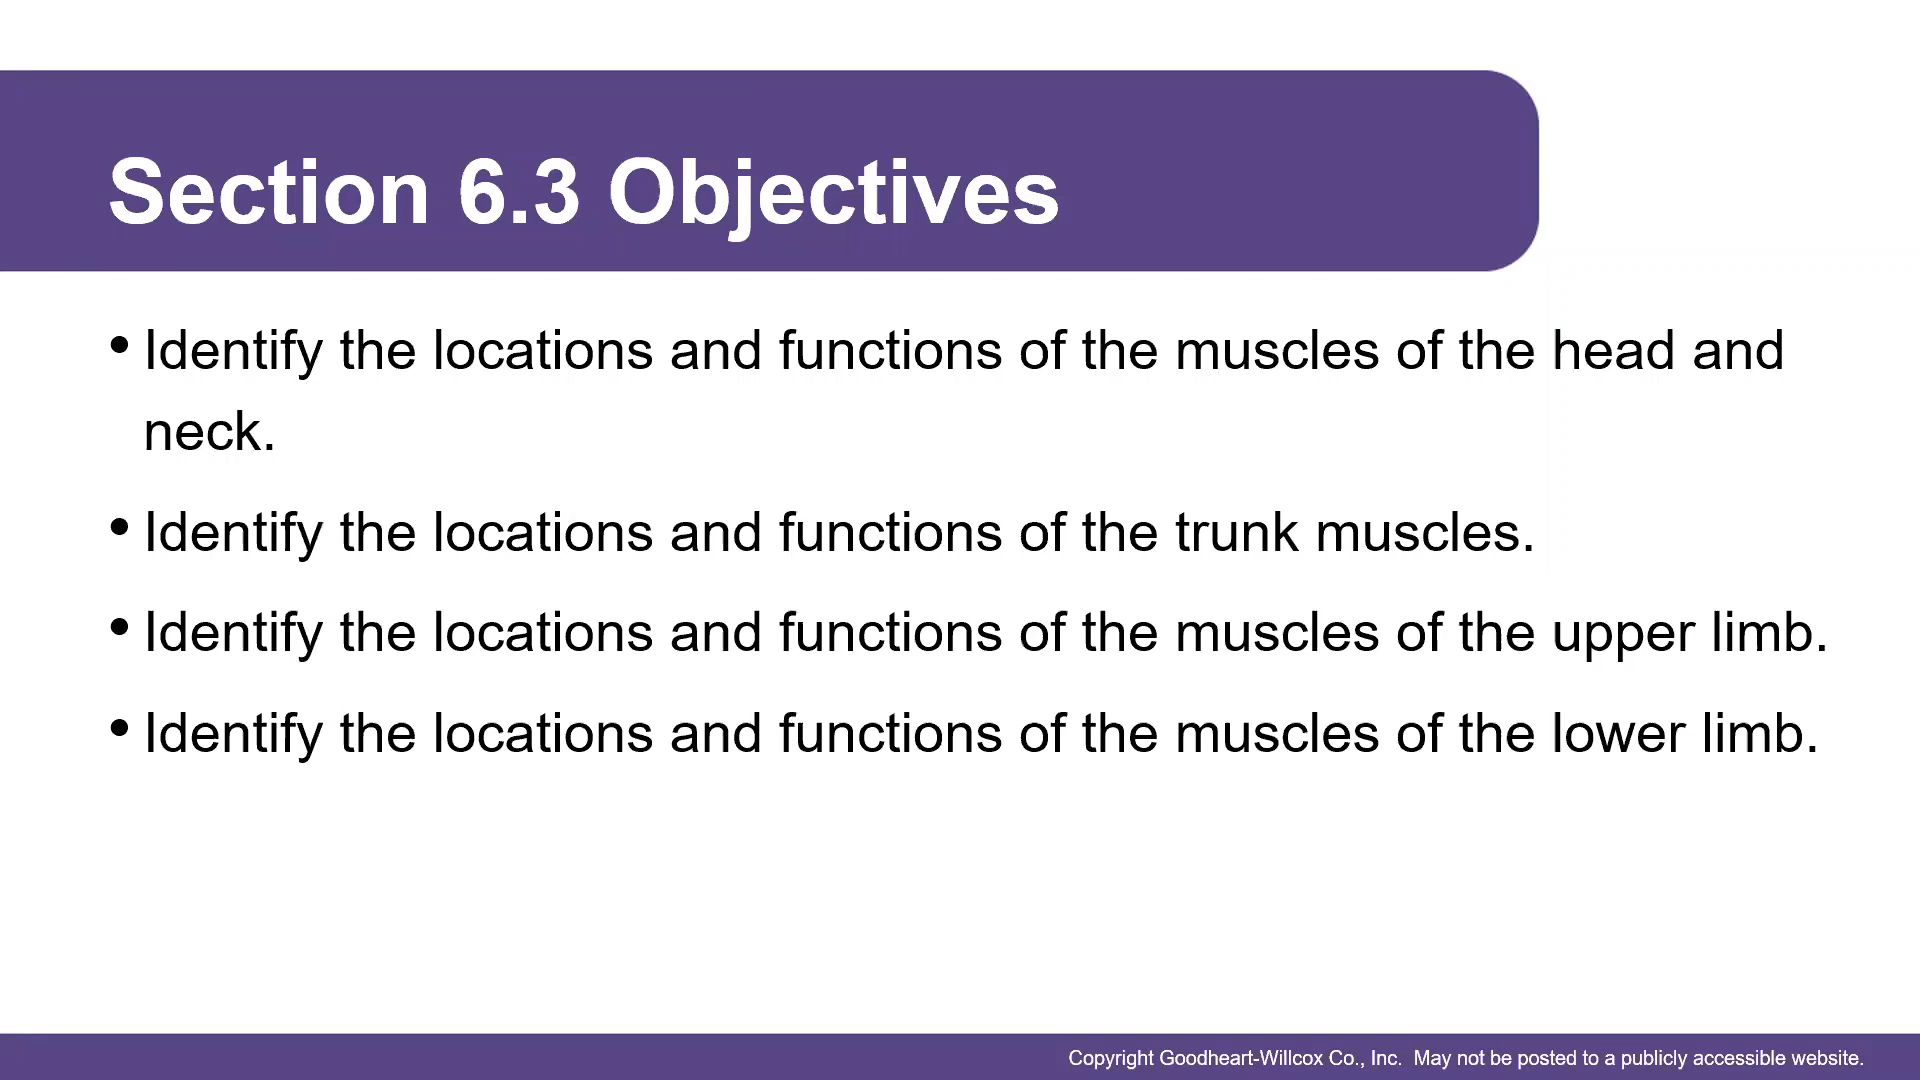 Section 6.3 Objectives
• Identify the locations and functions of the muscles of the head and
neck.
• Identify the locations and functions of the trunk muscles.
• Identify the locations and functions of the muscles of the upper limb.
• Identify the locations and functions of the muscles of the lower limb.
Copyright Goodheart-Willcox Co., Inc.  May not be posted to a publicly accessible website.